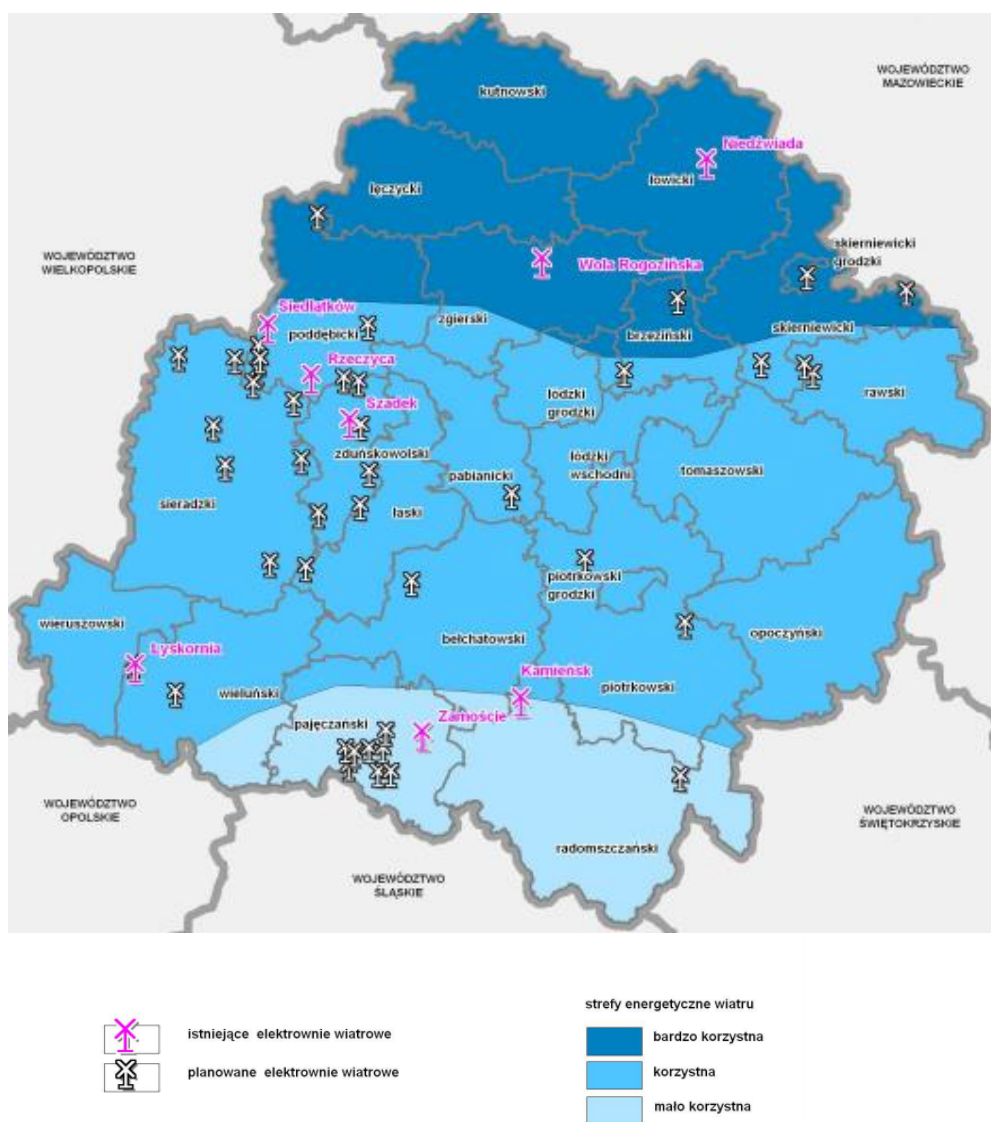 kutnowski
WOJEWÓDZTWO
MAZOWIECKIE
Niedźwiada
łowicki
łęczycki
WOJEWÓDZTWO
WIELKOPOLSKIE
skierniewicki
grodzki
Wola Rogozińska
Siedlątków
poddębicki
zgierski
brzeziński
skierniewicki
Rzeczyca
rawski
łódzki
grodzki
Szadek
zduńskowolski
łódzki
wschodni
pabianicki
tomaszowski
sieradzki
łaski
piotrkowski
grodzki
wieruszowski
bełchatowski
opoczyński
Łyskornia
Kamieńsk
wieluński
piotrkowski
pajęczański
Zamoście
WOJEWÓDZTWO
OPOLSKIE
WOJEWÓDZTWO
ŚWIĘTOKRZYSKIE
radomszczański
WOJEWÓDZTWO
ŚLĄSKIE
strefy energetyczne wiatru
istniejące elektrownie wiatrowe
bardzo korzystna
planowane elektrownie wiatrowe
korzystna
mało korzystna